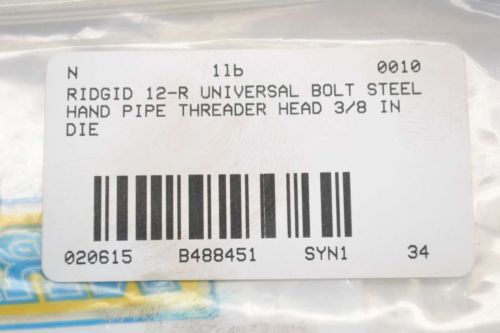 N 1lb 0010
RIDGID 12-R UNIVERSAL BOLT STEEL
HAND PIPE THREADER HEAD 3/8 IN
DIE
020615 B488451 SYN1 34